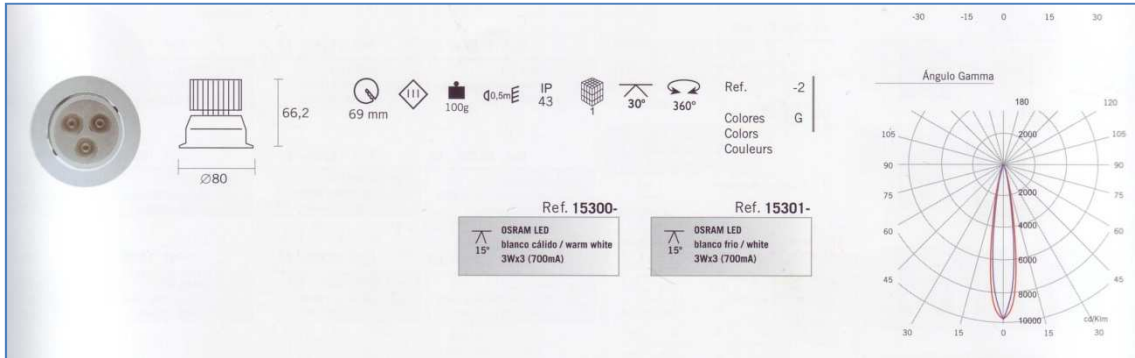 -30 -15 0 15 30
Ángulo Gamma
66,2
Ø80
69 mm
III
100g
0,5m
IP
43
1
30°
360°
Ref. -2
Colores G
Colors
Couleurs
Ref. 15300-
15°
OSRAM LED
blanco cálido / warm white
3Wx3 (700mA)
Ref. 15301-
15°
OSRAM LED
blanco frio / white
3Wx3 (700mA)
180 120
105 2000 105
90 90
75 2000 75
60 4000 60
6000
45 8000 45
10000 cd/Klm
30 15 0 15 30